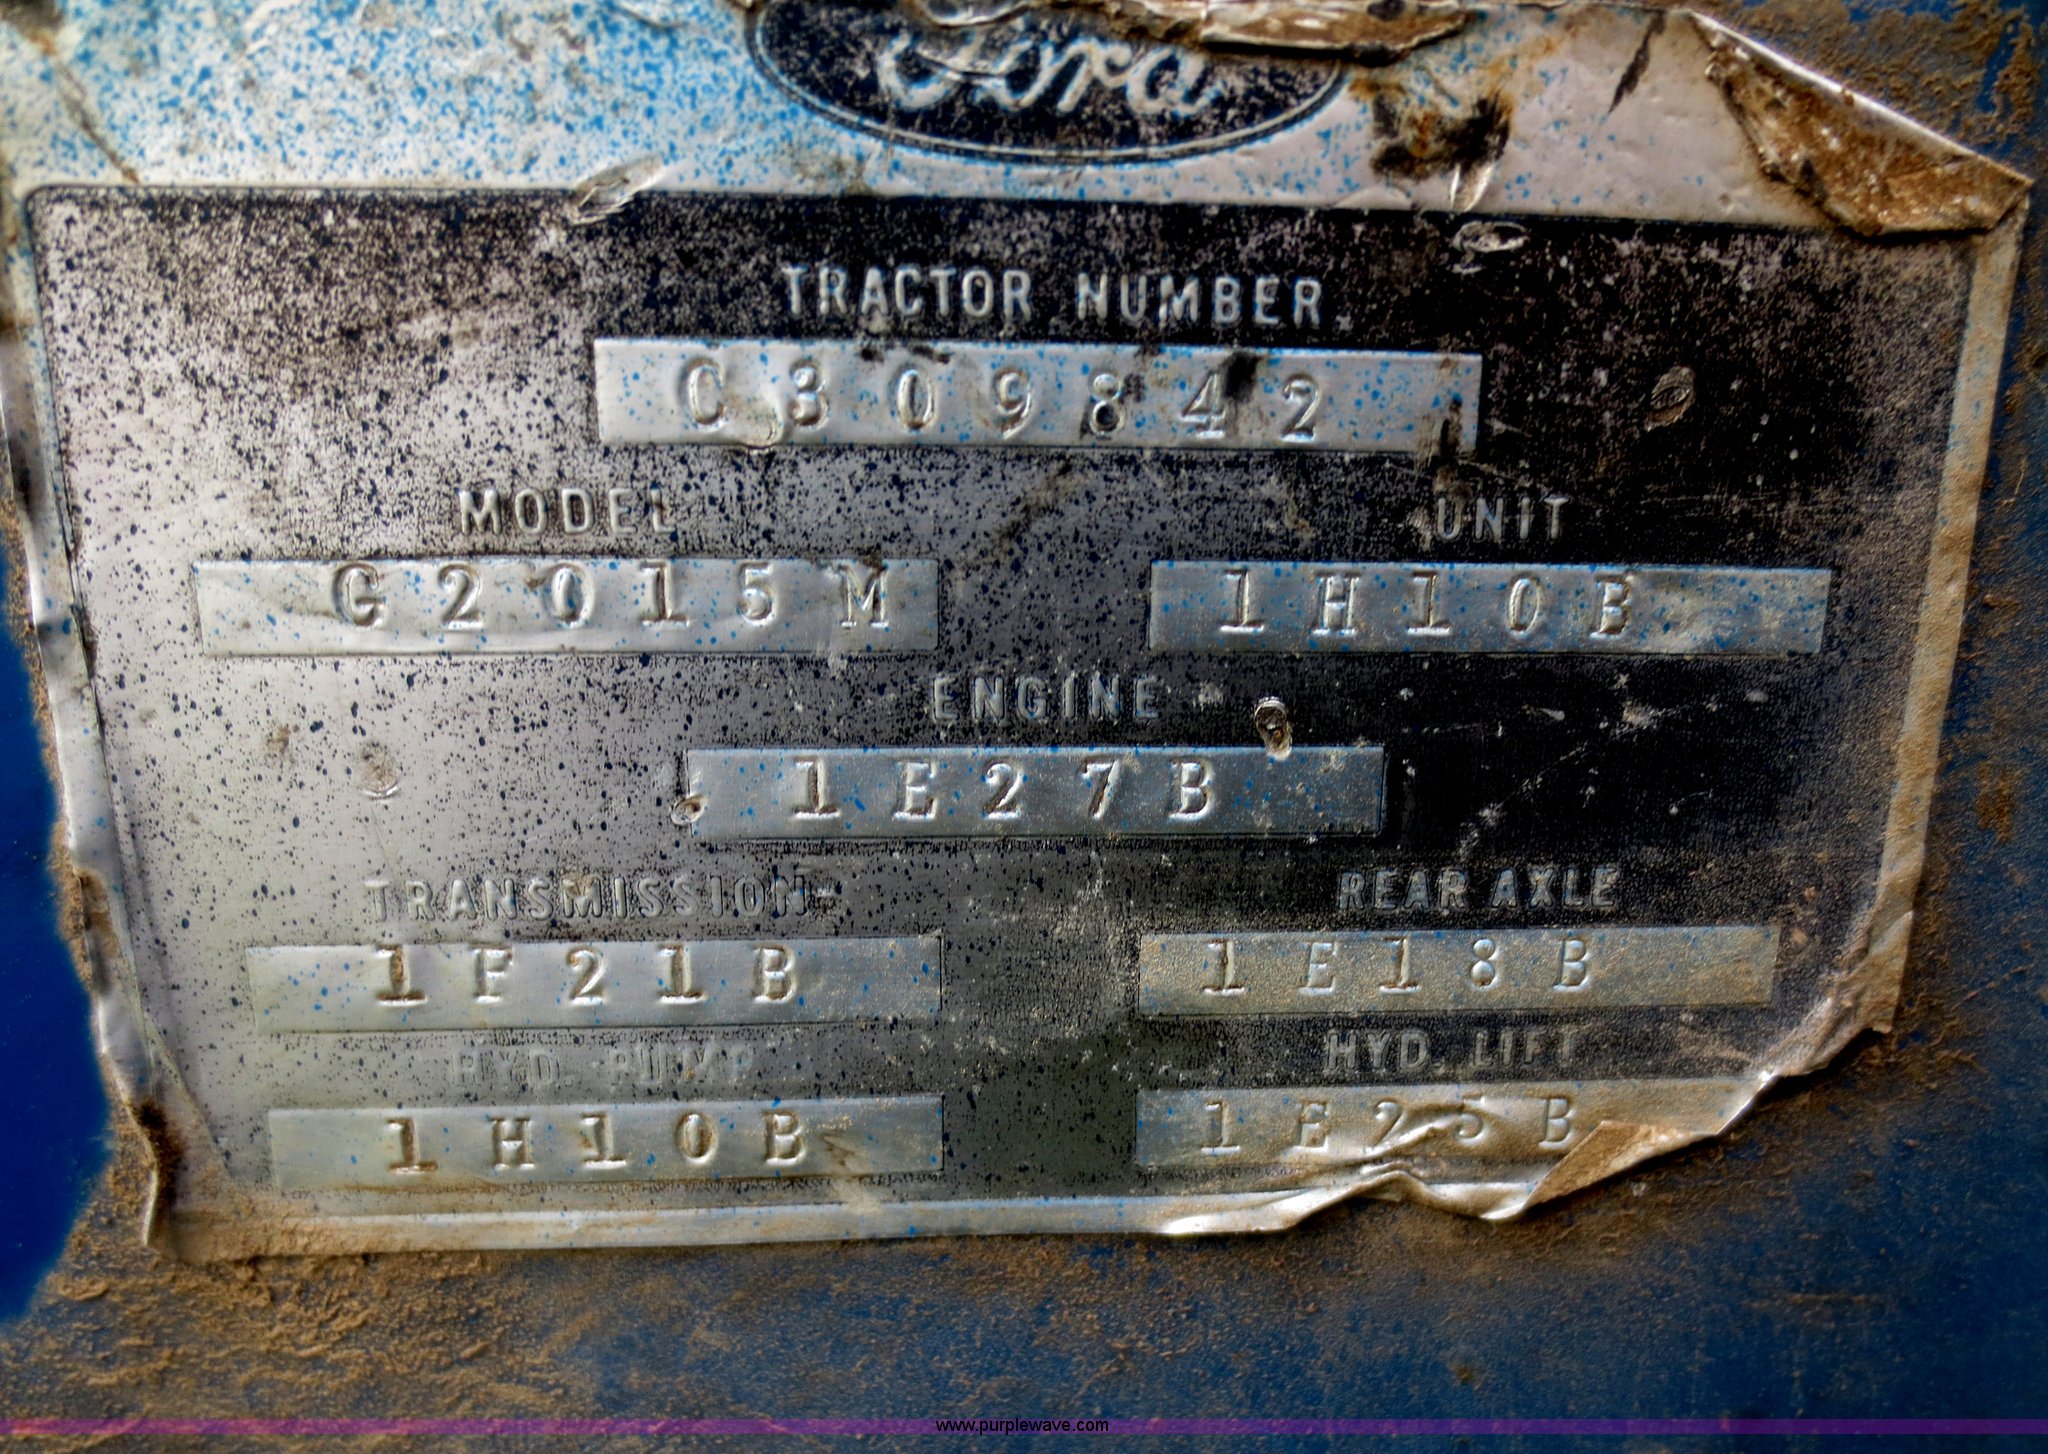 Ford
TRACTOR NUMBER
C309842
MODEL UNIT
G2015M 1H10B
ENGINE
1E27B
TRANSMISSION REAR AXLE
1F21B 1E18B
HYD. PUMP HYD. LIFT
1H10B 1E25B
www.purplewave.com